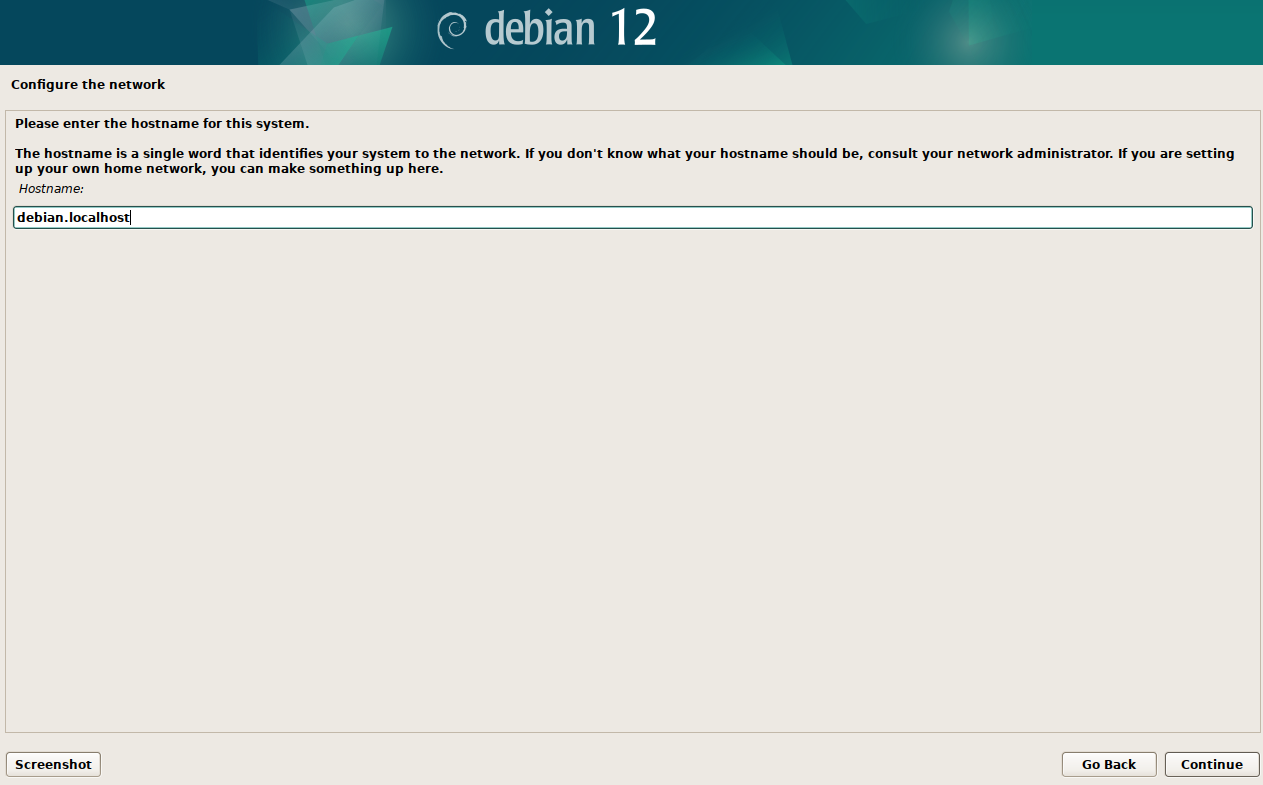 debian 12
Configure the network
Please enter the hostname for this system.
The hostname is a single word that identifies your system to the network. If you don't know what your hostname should be, consult your network administrator. If you are setting
up your own home network, you can make something up here.
Hostname:
debian.localhost
Screenshot
Go Back
Continue